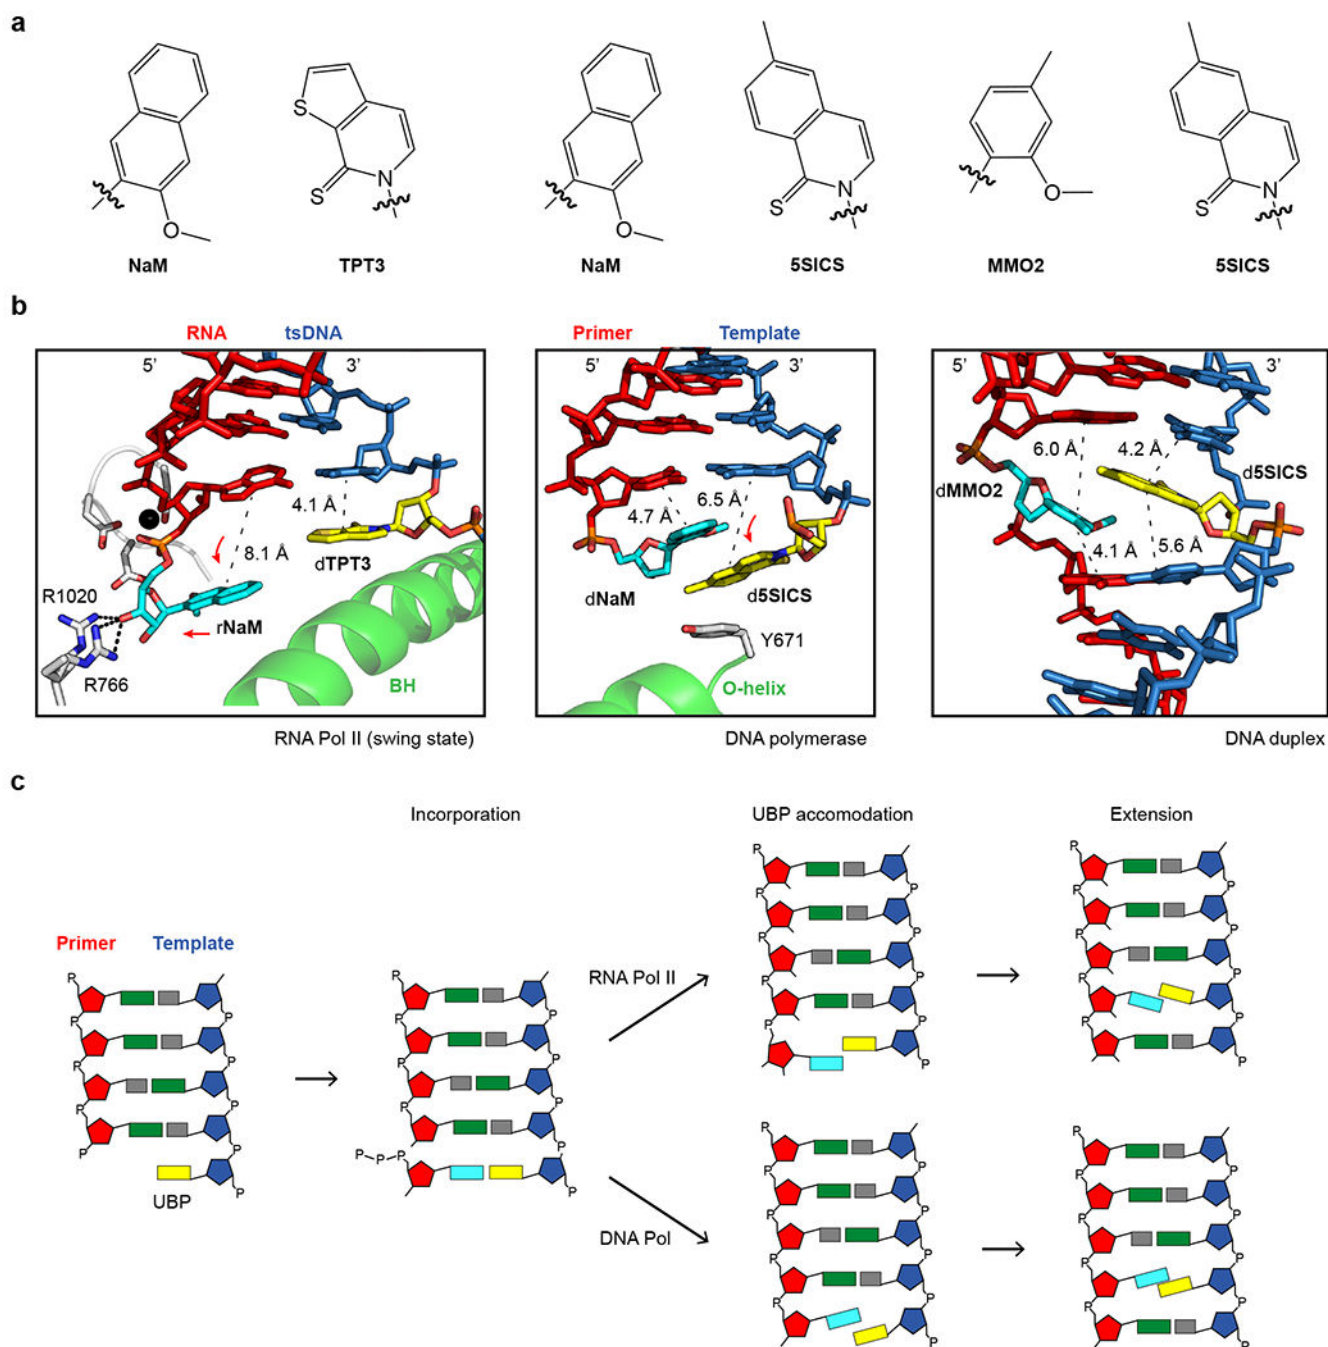 a
S
S N
O
S N
O
S N
O
NaM TPT3 NaM 5SICS MMO2 5SICS
b
RNA tsDNA
5’ 3’
4.1 Å
8.1 Å
dTPT3
R1020
rNaM
R766
BH
RNA Pol II (swing state)
Primer Template
5’ 3’
6.5 Å
4.7 Å
dNaM d5SICS
Y671
O-helix
DNA polymerase
5’ 3’
6.0 Å 4.2 Å
d5SICS
dMMO2
4.1 Å 5.6 Å
DNA duplex
c
Incorporation UBP accomodation Extension
Primer Template
RNA Pol II
UBP
P P P
DNA Pol